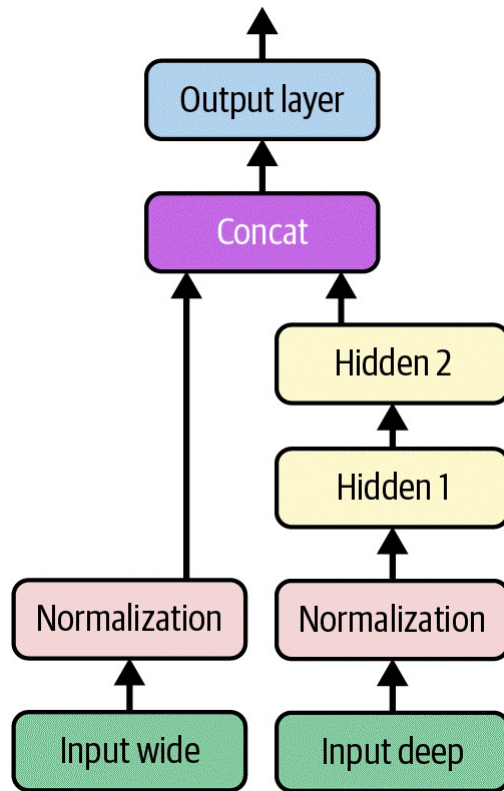 Output layer
Concat
Hidden 2
Hidden 1
Normalization
Normalization
Input wide
Input deep